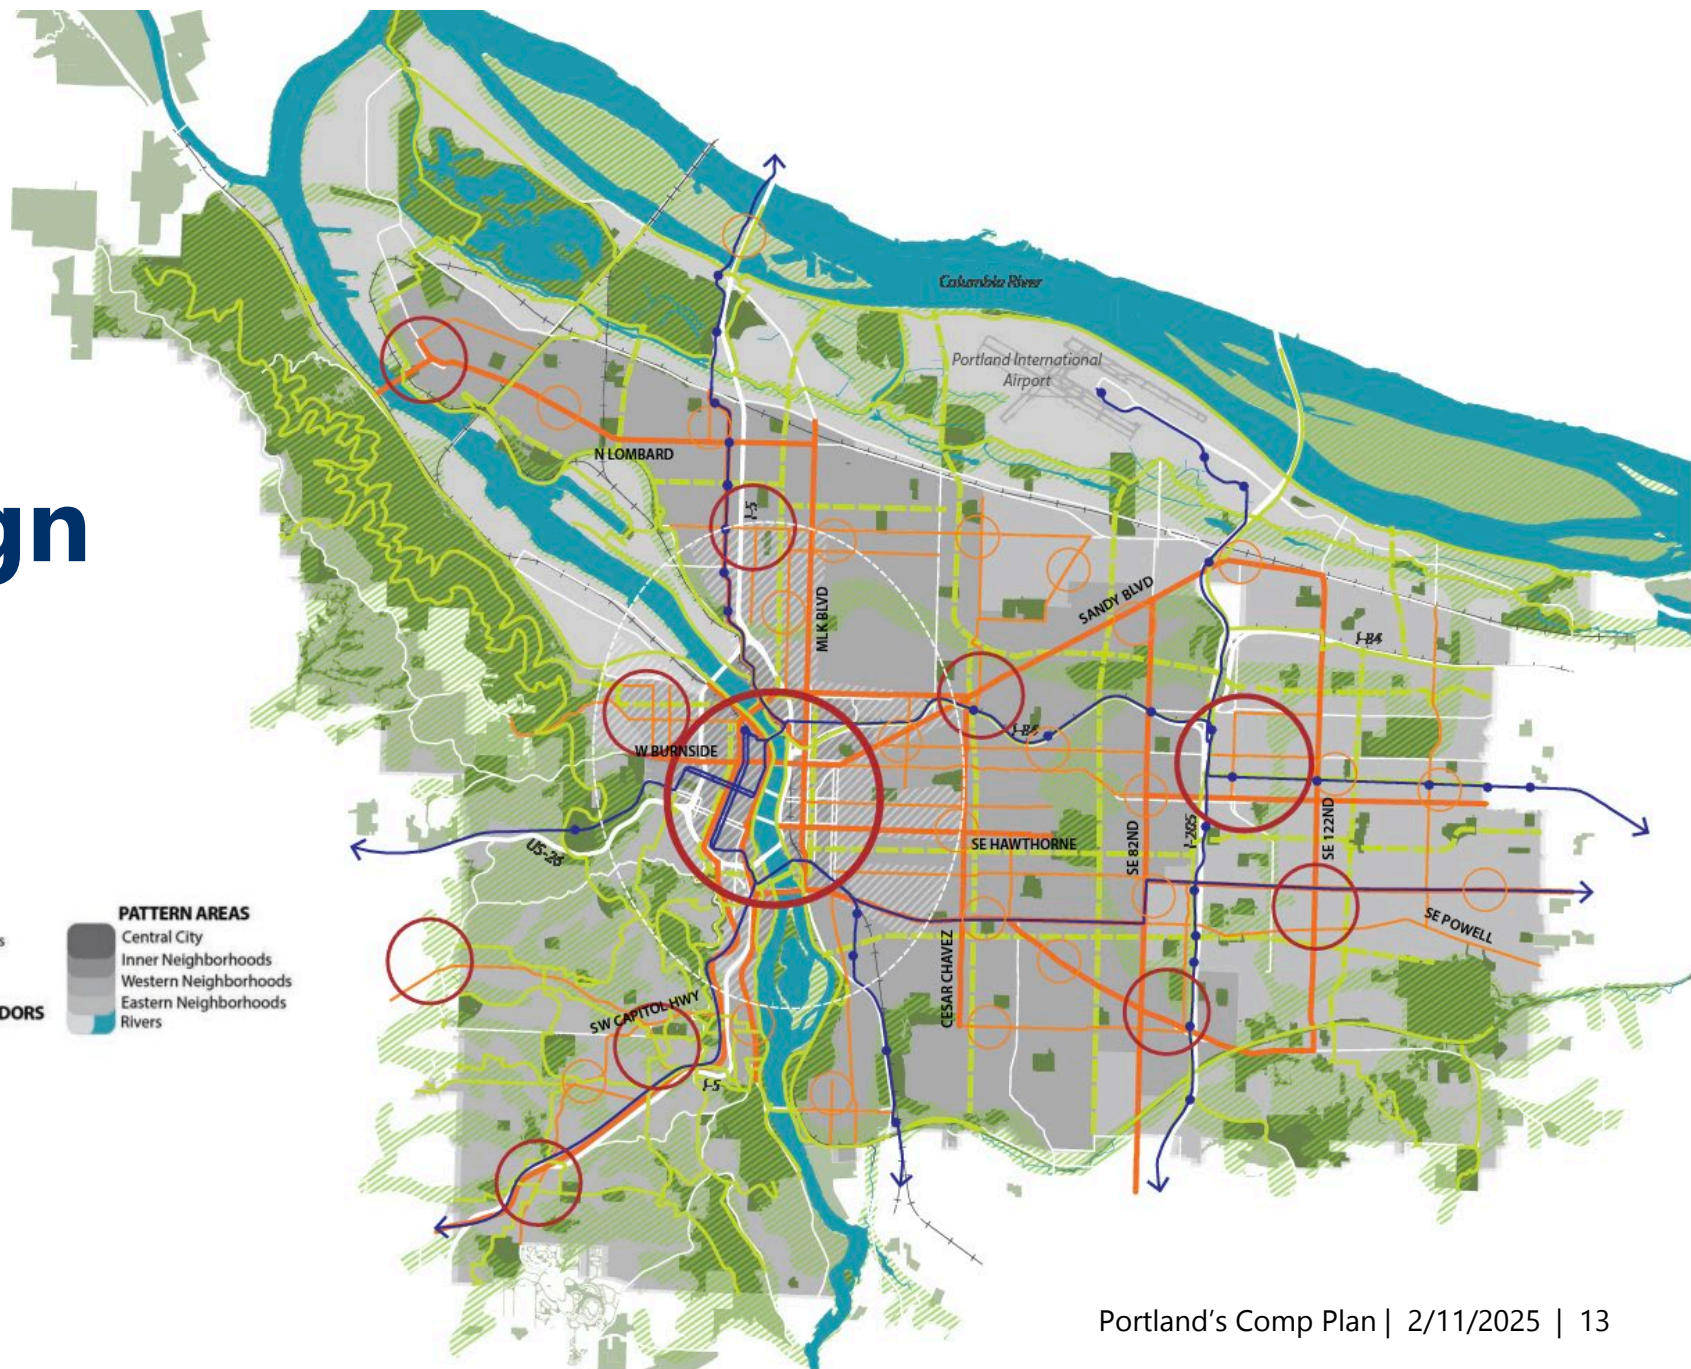 Columbia River
Portland International
Airport
N LOMBARD
I-5
gn
SANDY BLVD
MLK BLVD
I-84
I-84
W BURNSIDE
US-26
SE HAWTHORNE
SE 82ND
I-205
SE 122ND
SE POWELL
CESAR CHAVEZ
SW CAPITOL HWY
I-5
s
DORS
PATTERN AREAS
Central City
Inner Neighborhoods
Western Neighborhoods
Eastern Neighborhoods
Rivers
Portland's Comp Plan | 2/11/2025 | 13